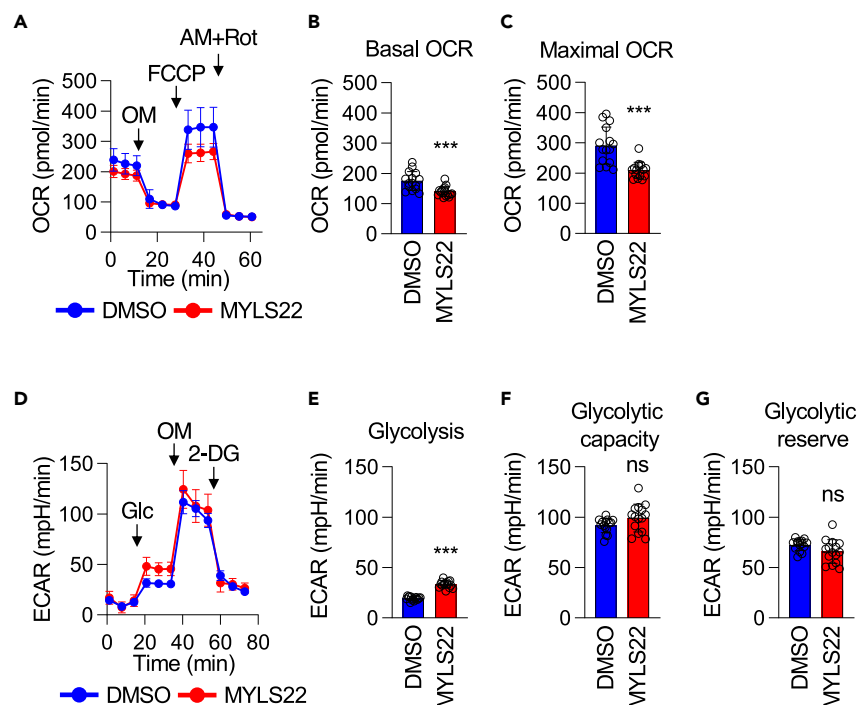 A
B
C
AM+Rot
Basal OCR
Maximal OCR
FCCP
OM
OCR (pmol/min)
500
400
300
200
100
0
0 20 40 60
Time (min)
DMSO MYLS22
OCR (pmol/min)
500
400
300
200
100
0
***
DMSO
MYLS22
OCR (pmol/min)
500
400
300
200
100
0
***
DMSO
MYLS22
D
E
F
G
OM
2-DG
Glc
ECAR (mpH/min)
150
100
50
0
0 20 40 60 80
Time (min)
DMSO MYLS22
Glycolysis
ECAR (mpH/min)
150
100
50
0
***
DMSO
MYLS22
Glycolytic
capacity
ns
ECAR (mpH/min)
150
100
50
0
DMSO
MYLS22
Glycolytic
reserve
ns
ECAR (mpH/min)
150
100
50
0
DMSO
MYLS22